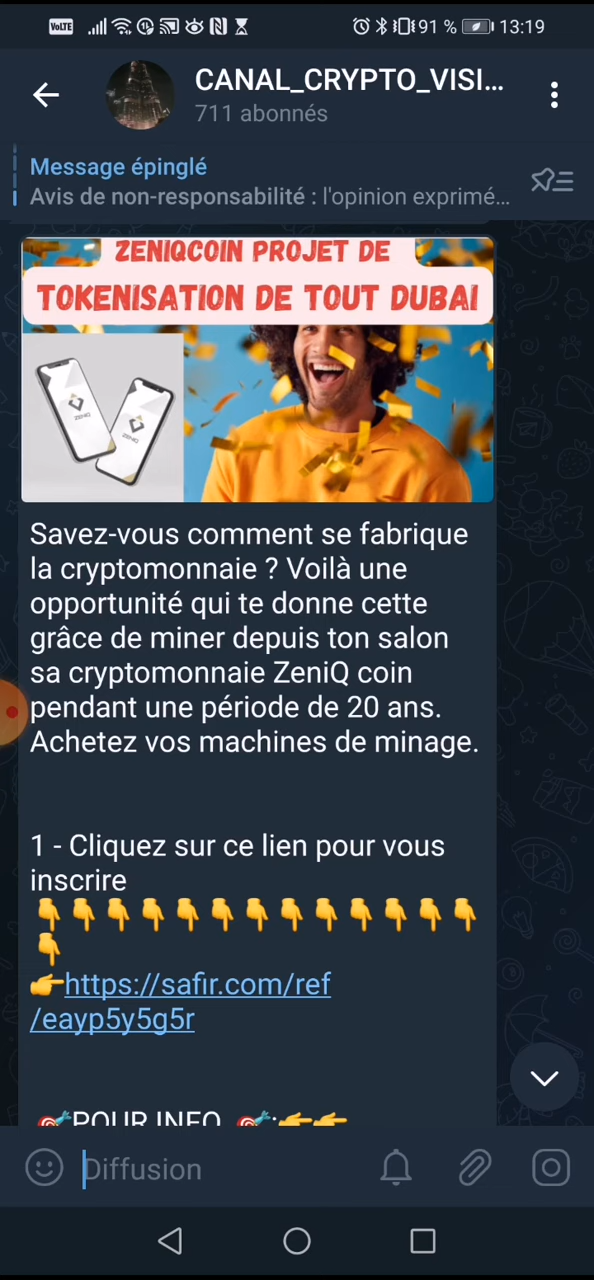 VoLTE 91 % 13:19
CANAL_CRYPTO_VISI...
711 abonnés
Message épinglé
Avis de non-responsabilité : l'opinion exprimé...
ZENIQCOIN PROJET DE
TOKENISATION DE TOUT DUBAI
ZENIQ
ZENIQ
Savez-vous comment se fabrique
la cryptomonnaie ? Voilà une
opportunité qui te donne cette
grâce de miner depuis ton salon
sa cryptomonnaie ZeniQ coin
pendant une période de 20 ans.
Achetez vos machines de minage.
1 - Cliquez sur ce lien pour vous
inscrire
👇👇👇👇👇👇👇👇👇👇👇👇👇
👇
👉https://safir.com/ref
/eayp5y5g5r
🎯POUR INFO 🎯:👉👉
Diffusion